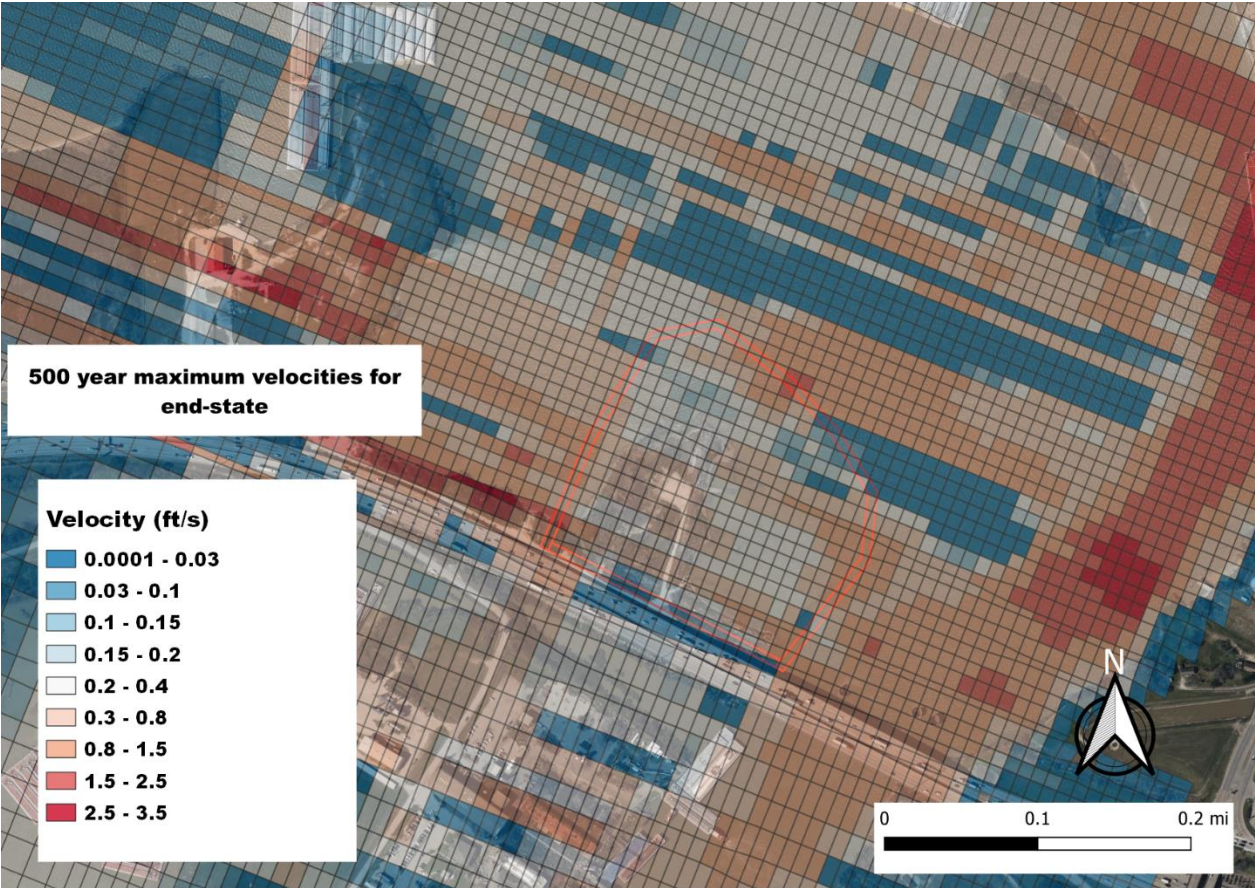 500 year maximum velocities for
end-state
Velocity (ft/s)
0.0001 - 0.03
0.03 - 0.1
0.1 - 0.15
0.15 - 0.2
0.2 - 0.4
0.3 - 0.8
0.8 - 1.5
1.5 - 2.5
2.5 - 3.5
N
0 0.1 0.2 mi